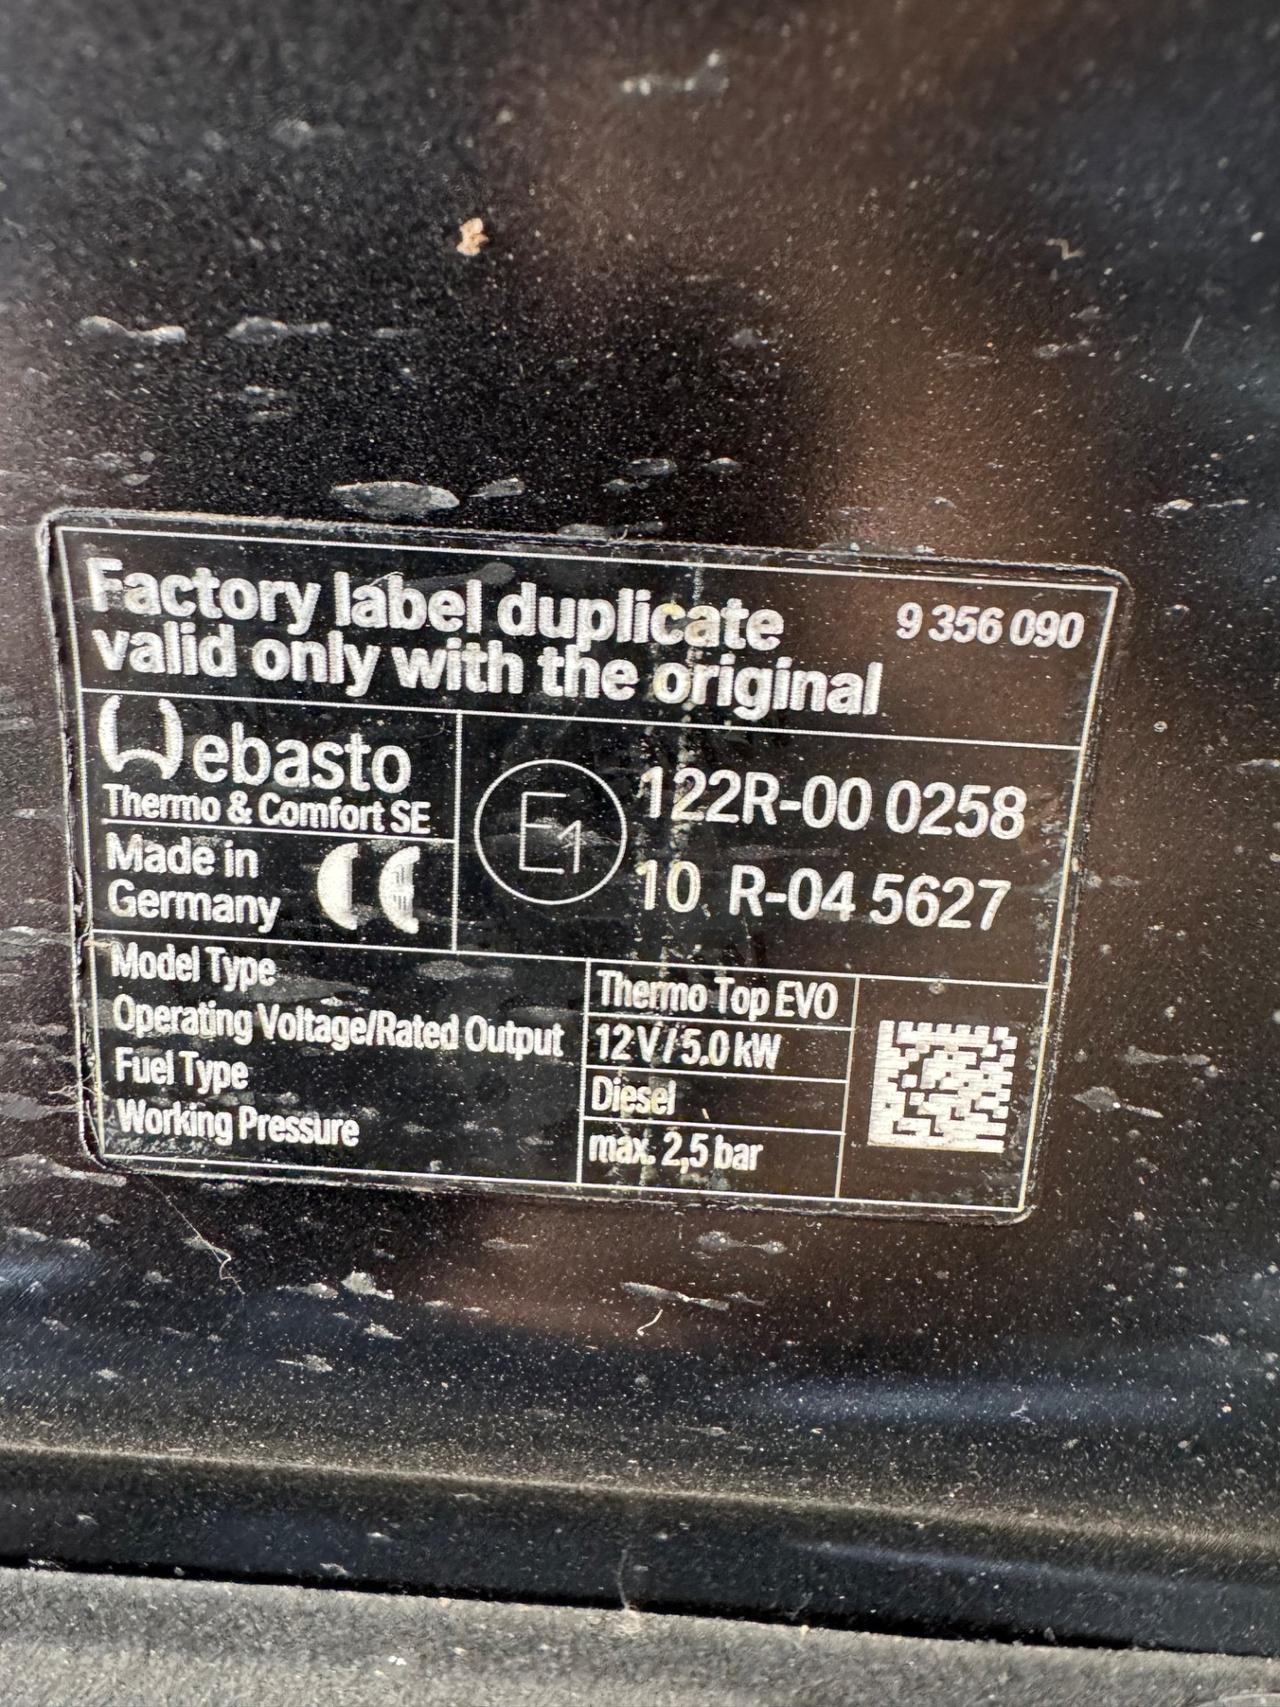 Factory label duplicate
valid only with the original
9 356 090
Webasto
Thermo & Comfort SE
Made in
Germany
CE
E1
122R-00 0258
10 R-04 5627
Model Type
Thermo Top EVO
Operating Voltage/Rated Output
12 V / 5,0 kW
Fuel Type
Diesel
Working Pressure
max. 2,5 bar